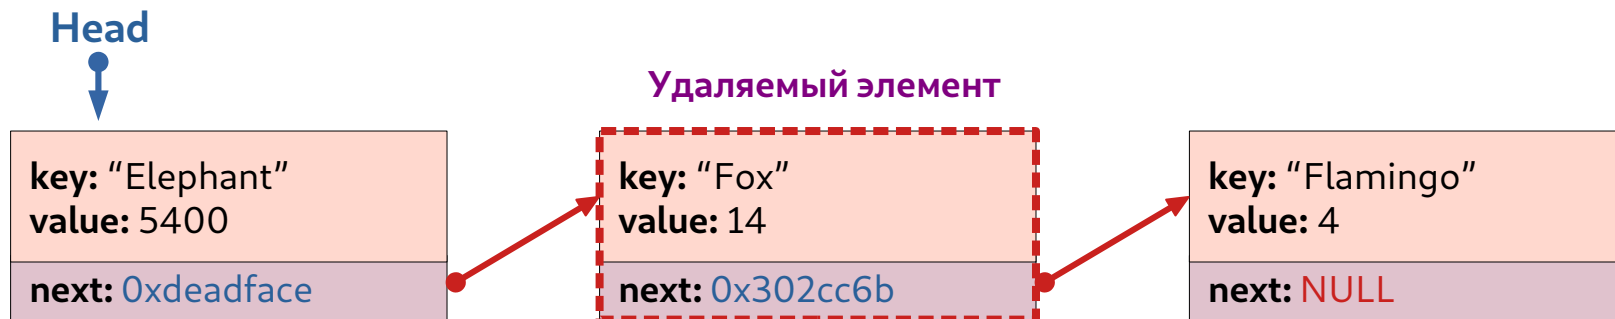 Head
Удаляемый элемент
key: “Elephant”
value: 5400
next: 0xdeadface
key: “Fox”
value: 14
next: 0x302cc6b
key: “Flamingo”
value: 4
next: NULL